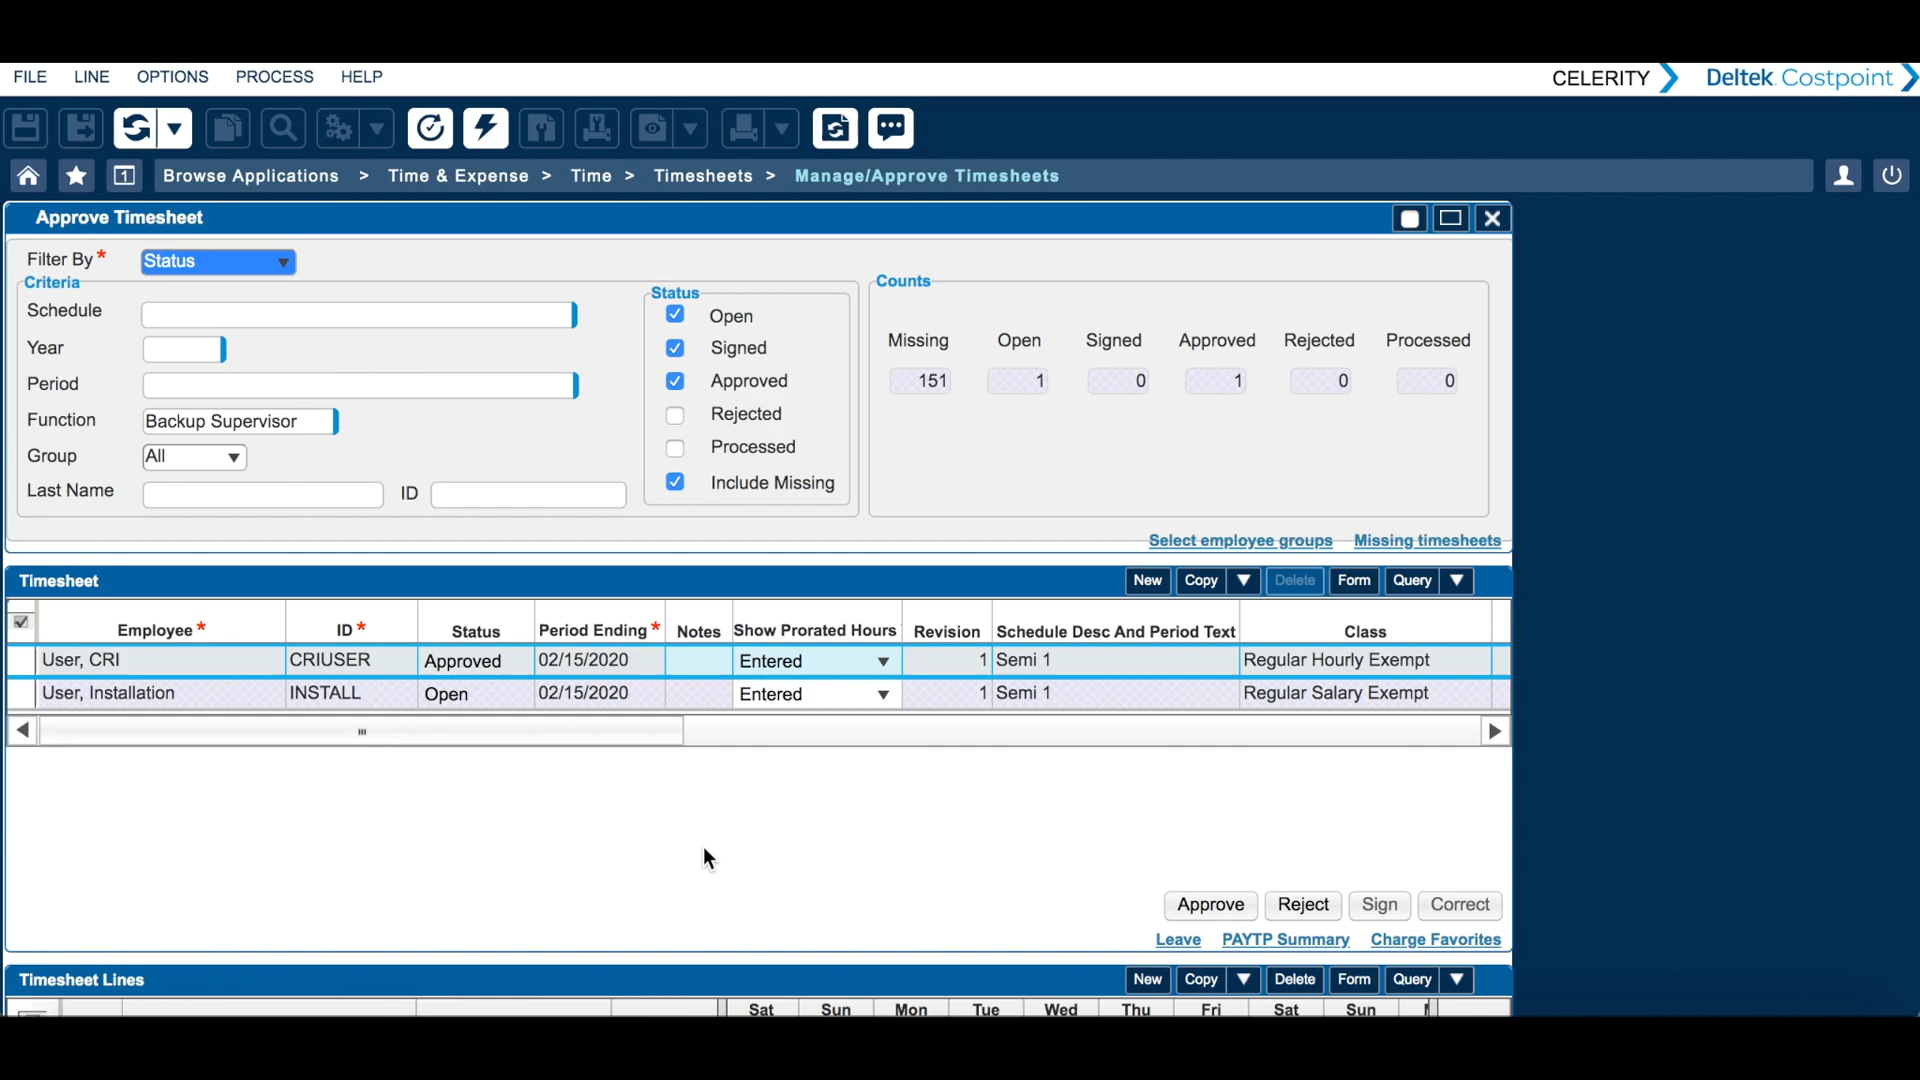 FILE LINE OPTIONS PROCESS HELP CELERITY Deltek Costpoint
1 Browse Applications > Time & Expense > Time > Timesheets > Manage/Approve Timesheets
Approve Timesheet
Filter By * Status
Criteria
Schedule
Year
Period
Function Backup Supervisor
Group All
Last Name ID
Status
Open
Signed
Approved
Rejected
Processed
Include Missing
Counts
Missing Open Signed Approved Rejected Processed
151 1 0 1 0 0
Select employee groups Missing timesheets
Timesheet New Copy Delete Form Query
Employee * ID * Status Period Ending * Notes Show Prorated Hours Revision Schedule Desc And Period Text Class
User, CRI CRIUSER Approved 02/15/2020 Entered 1 Semi 1 Regular Hourly Exempt
User, Installation INSTALL Open 02/15/2020 Entered 1 Semi 1 Regular Salary Exempt
Approve Reject Sign Correct
Leave PAYTP Summary Charge Favorites
Timesheet Lines New Copy Delete Form Query
Sat Sun Mon Tue Wed Thu Fri Sat Sun